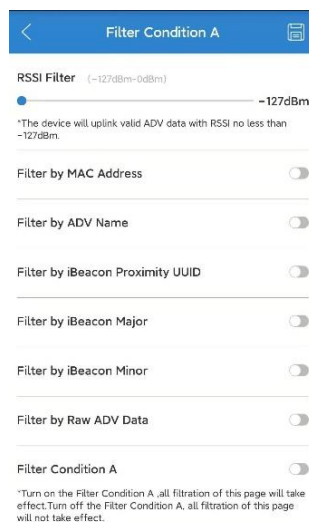 Filter Condition A
RSSI Filter (-127dBm-0dBm)
-127dBm
*The device will uplink valid ADV data with RSSI no less than
-127dBm.
Filter by MAC Address
Filter by ADV Name
Filter by iBeacon Proximity UUID
Filter by iBeacon Major
Filter by iBeacon Minor
Filter by Raw ADV Data
Filter Condition A
*Turn on the Filter Condition A ,all filtration of this page will take
effect.Turn off the Filter Condition A, all filtration of this page
will not take effect.